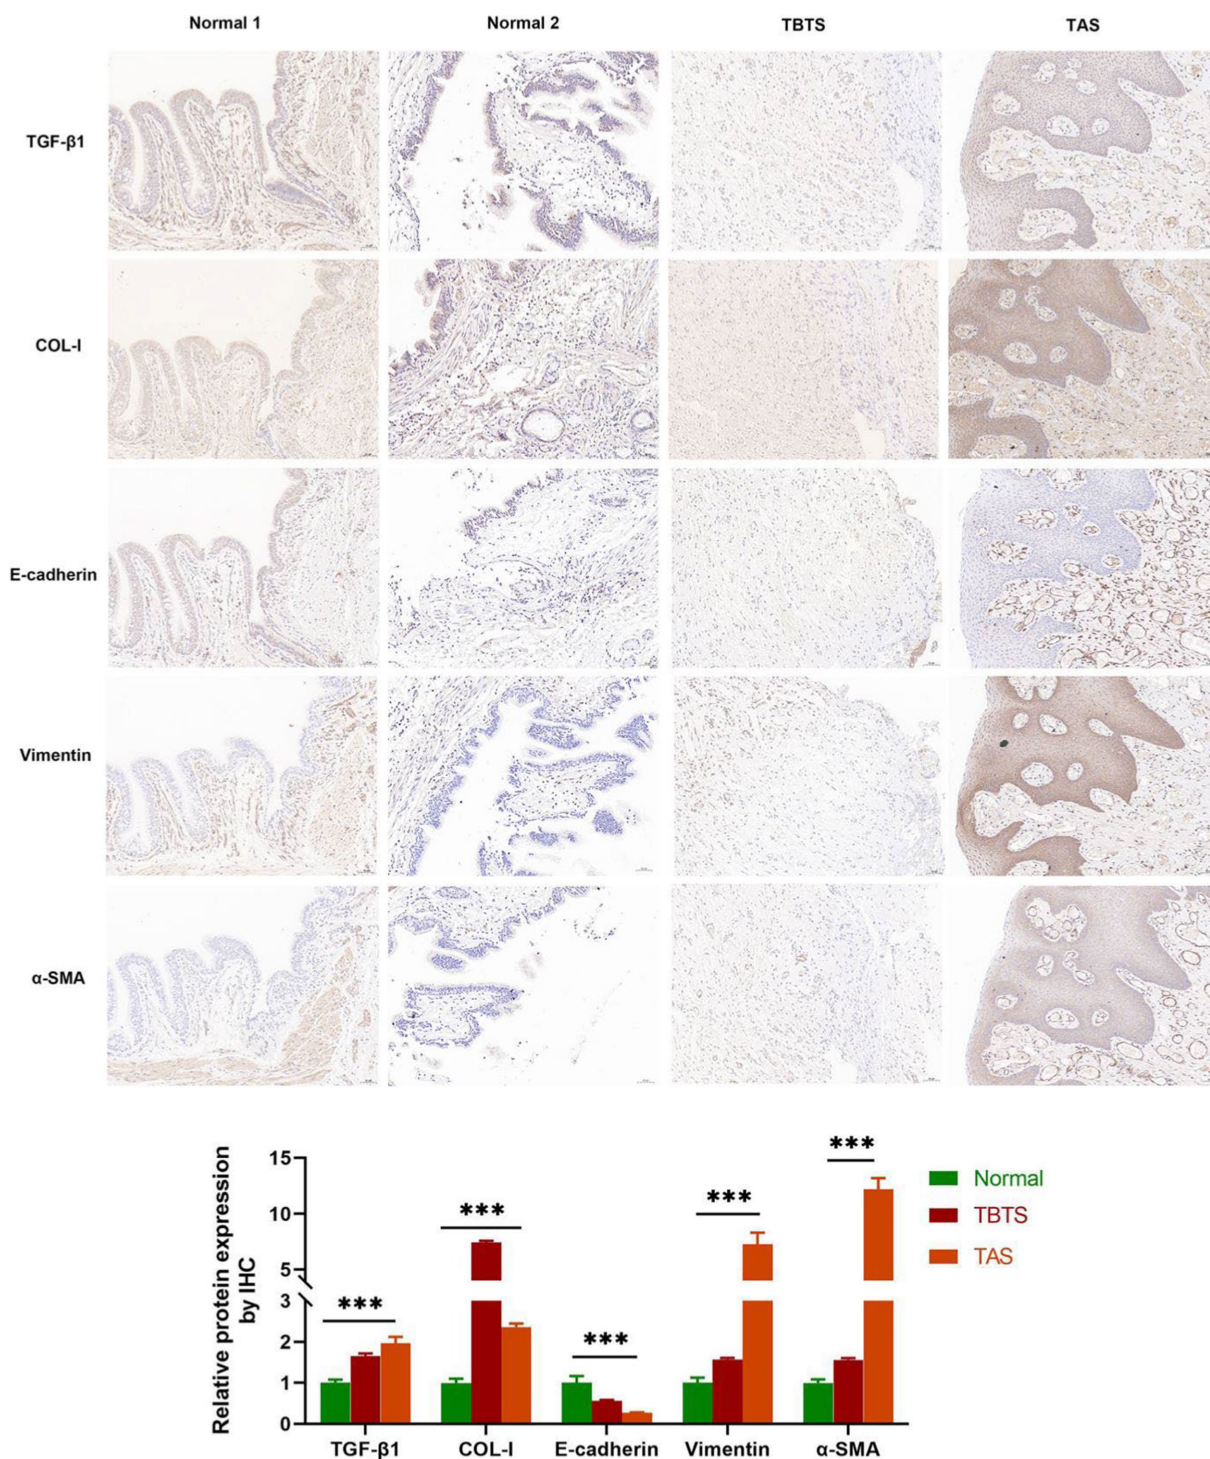 Normal 1 Normal 2 TBTS TAS
TGF-β1
COL-I
E-cadherin
Vimentin
α-SMA
Relative protein expression
by IHC
15
10
5
3
2
1
0
***
***
***
***
***
TGF-β1 COL-I E-cadherin Vimentin α-SMA
Normal
TBTS
TAS